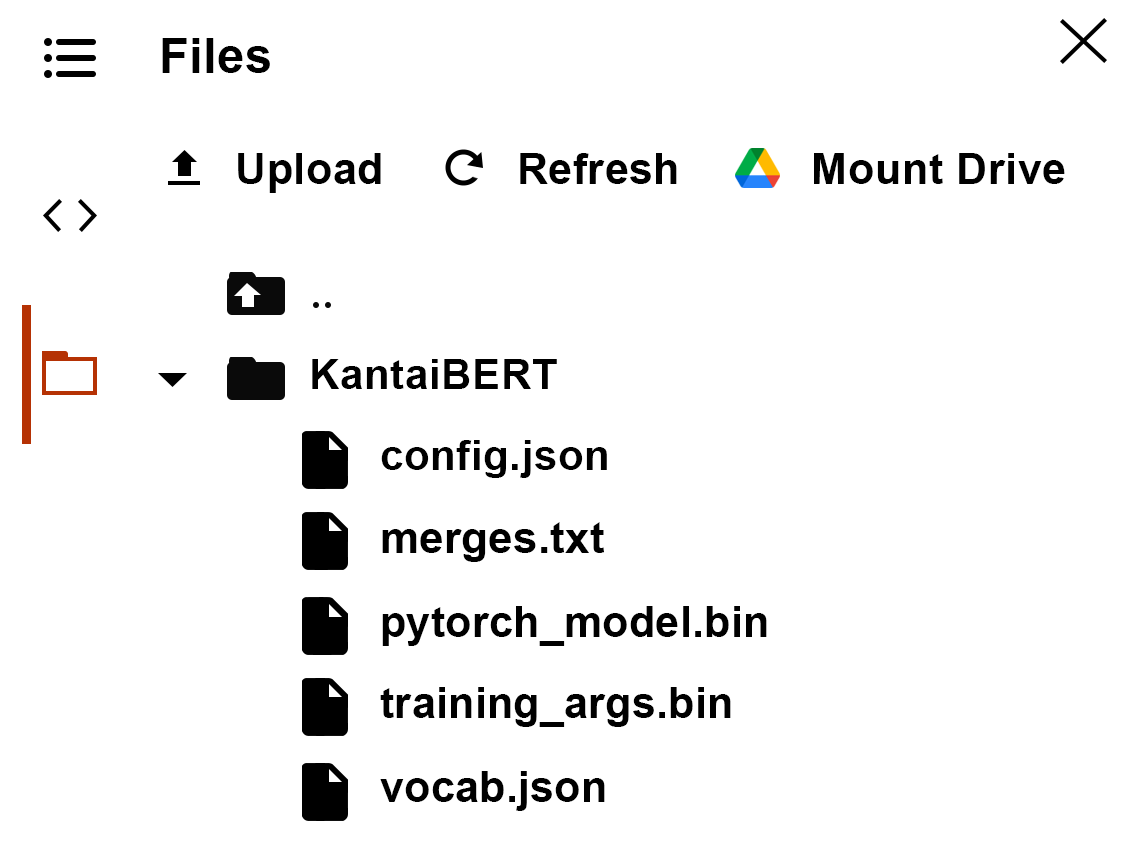 Files
Upload Refresh Mount Drive
..
KantaiBERT
config.json
merges.txt
pytorch_model.bin
training_args.bin
vocab.json